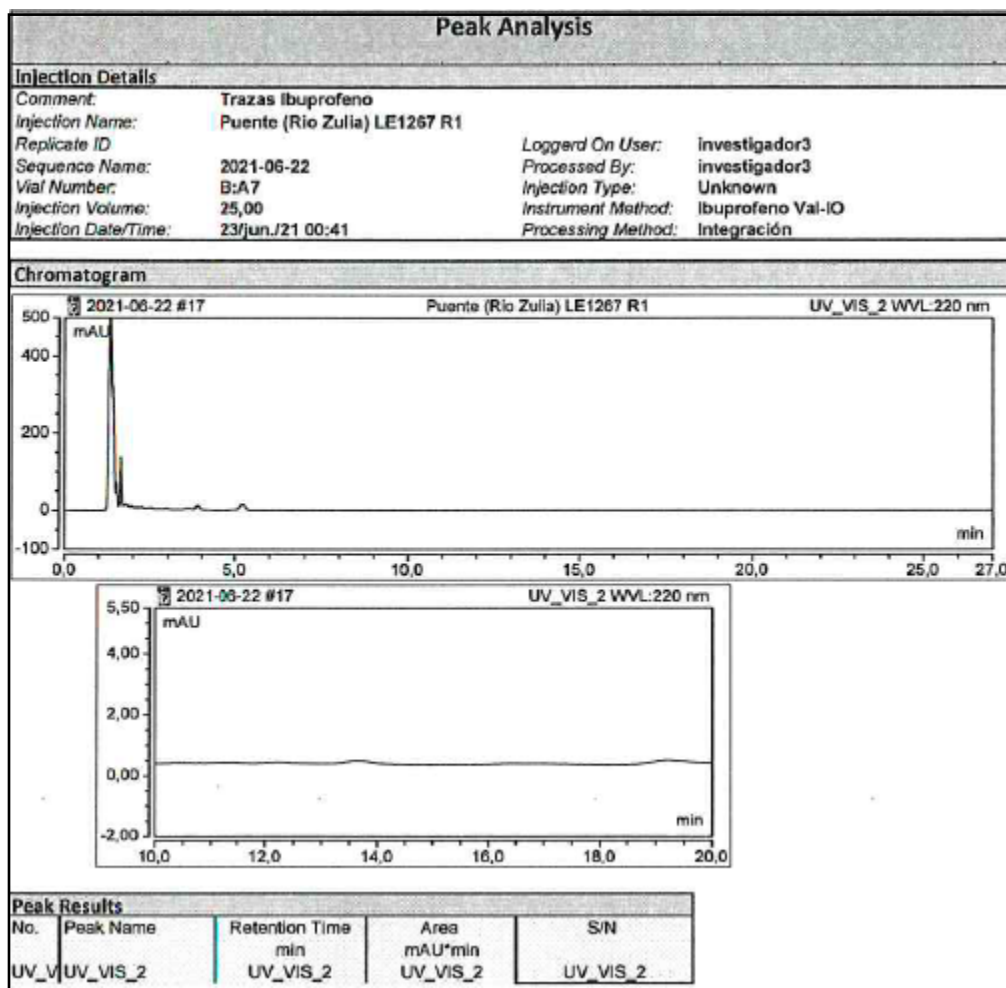 Peak Analysis
Injection Details
Comment: Trazas Ibuprofeno
Injection Name: Puente (Rio Zulia) LE1267 R1
Replicate ID Loggerd On User: investigador3
Sequence Name: 2021-06-22 Processed By: investigador3
Vial Number: B:A7 Injection Type: Unknown
Injection Volume: 25,00 Instrument Method: Ibuprofeno Val-IO
Injection Date/Time: 23/jun./21 00:41 Processing Method: Integración
Chromatogram
2021-06-22 #17 Puente (Rio Zulia) LE1267 R1 UV_VIS_2 WVL:220 nm
500
mAU
400
200
0
-100
min
0,0 5,0 10,0 15,0 20,0 25,0 27,0
2021-06-22 #17 UV_VIS_2 WVL:220 nm
5,50
mAU
4,00
2,00
0,00
-2,00
min
10,0 12,0 14,0 16,0 18,0 20,0
Peak Results
No. Peak Name Retention Time Area S/N
min mAU*min
UV_V UV_VIS_2 UV_VIS_2 UV_VIS_2 UV_VIS_2